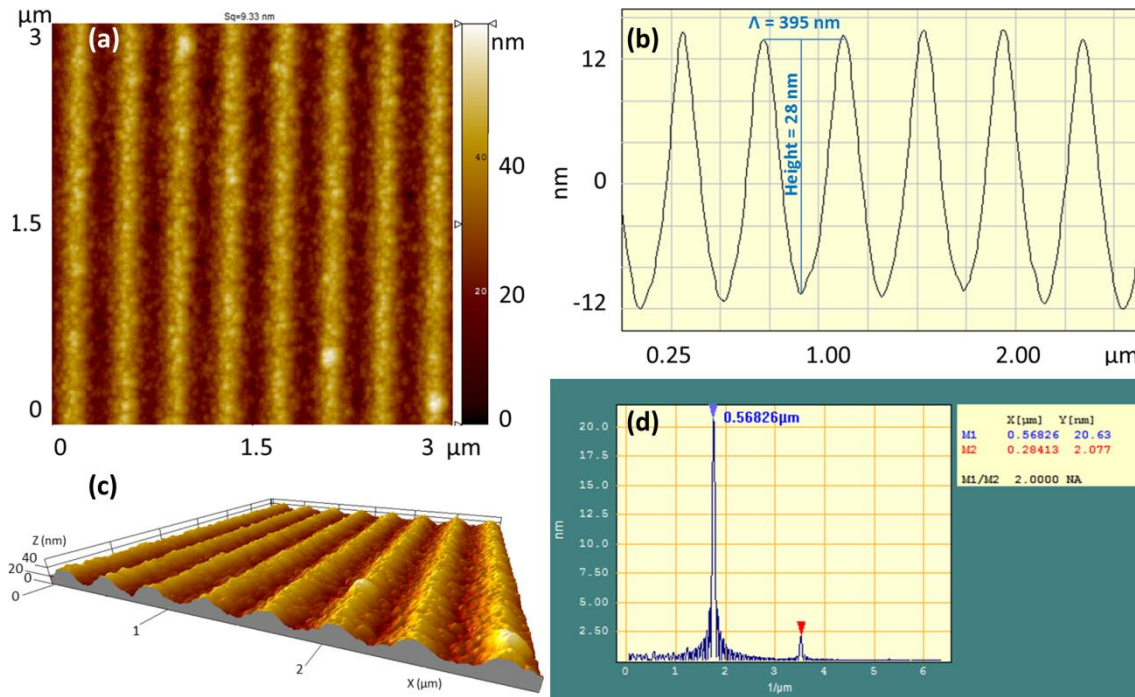 μm
Sq=9.33 nm
3
(a)
nm
40
40
1.5
20
20
0
0
0
1.5
3
μm
(b)
Λ = 395 nm
Height = 28 nm
12
nm
0
-12
0.25
1.00
2.00
μm
(c)
Z (nm)
40
20
0
0
1
2
X (μm)
(d)
0.56826μm
20.0
17.5
15.0
12.5
nm
10.0
7.50
5.00
2.50
0
1
2
3
4
5
6
1/μm
X[μm] Y[nm]
M1 0.56826 20.63
M2 0.28413 2.077
M1/M2 2.0000 NA